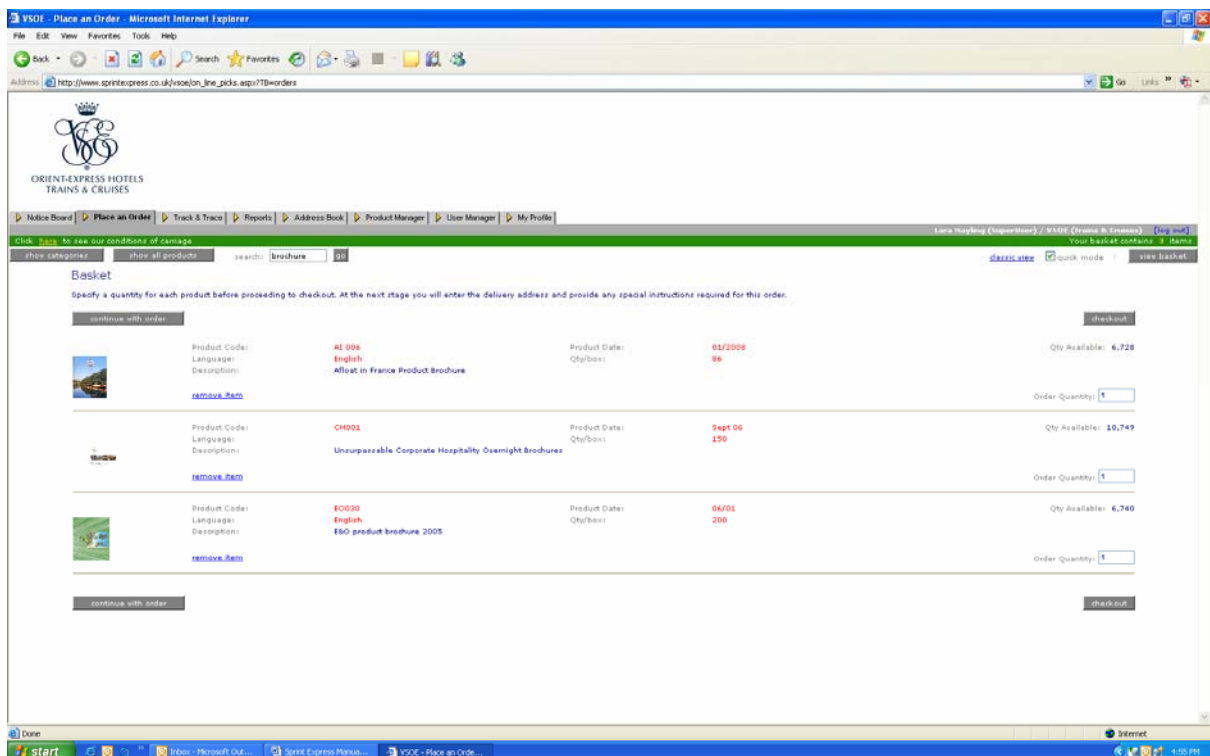 VSOE - Place an Order - Microsoft Internet Explorer
File Edit View Favorites Tools Help
Back Search Favorites
Address http://www.sprintexpress.co.uk/vsoe/on_line_picks.aspx?TB=orders Go Links
VSOE
ORIENT-EXPRESS HOTELS
TRAINS & CRUISES
Notice Board Place an Order Track & Trace Reports Address Book Product Manager User Manager My Profile
Lara Mayling (SuperUser) / VSOE (Trains & Cruises) [log out]
Click here to see our conditions of carriage Your basket contains 3 items
show categories show all products search: brochure go classic view quick mode view basket
Basket
Specify a quantity for each product before proceeding to checkout. At the next stage you will enter the delivery address and provide any special instructions required for this order.
continue with order checkout
Product Code: AI 006 Product Date: 01/2008 Qty Available: 6,728
Language: English Qty/box: 86
Description: Afloat in France Product Brochure
remove item Order Quantity: 1
Product Code: CH001 Product Date: Sept 06 Qty Available: 10,749
Language: Qty/box: 150
Description: Unsurpassable Corporate Hospitality Overnight Brochures
remove item Order Quantity: 1
Product Code: EO030 Product Date: 06/01 Qty Available: 6,740
Language: English Qty/box: 200
Description: E&O product brochure 2005
remove item Order Quantity: 1
continue with order checkout
Done Internet
start Inbox - Microsoft Out... Sprint Express Manua... VSOE - Place an Orde... 4:55 PM